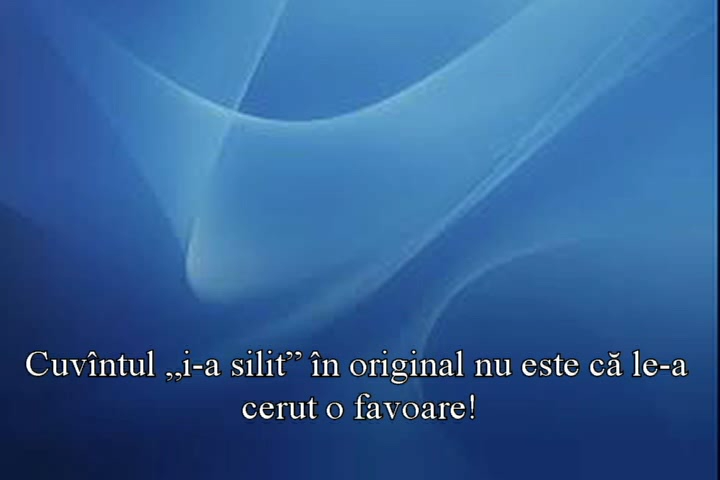 Cuvîntul „i-a silit” în original nu este că le-a
cerut o favoare!